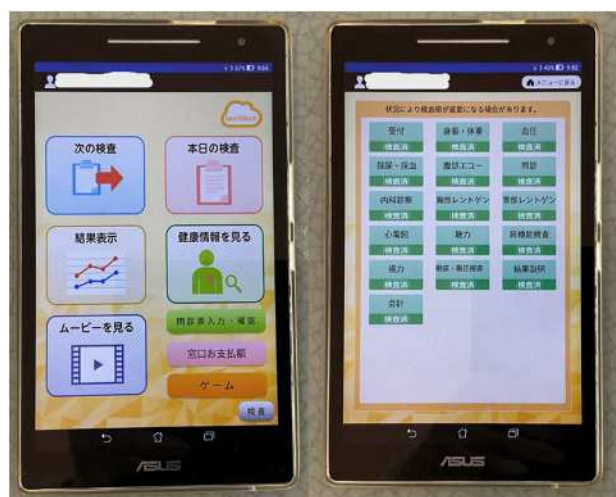 次の検査
本日の検査
結果表示
健康情報を見る
ムービーを見る
問診票入力・確認
窓口お支払額
ゲーム
検査
ASUS
メニューに戻る
状況により検査順が変更になる場合があります。
受付 身長・体重 血圧
検査済 検査済 検査済
採尿・採血 腹部エコー 問診
検査済 検査済 検査済
内科診察 胸部レントゲン 胃部レントゲン
検査済 検査済 検査済
心電図 聴力 肺機能検査
検査済 検査済 検査済
視力 眼底・眼圧検査 結果説明
検査済 検査済 検査済
会計
検査済
ASUS